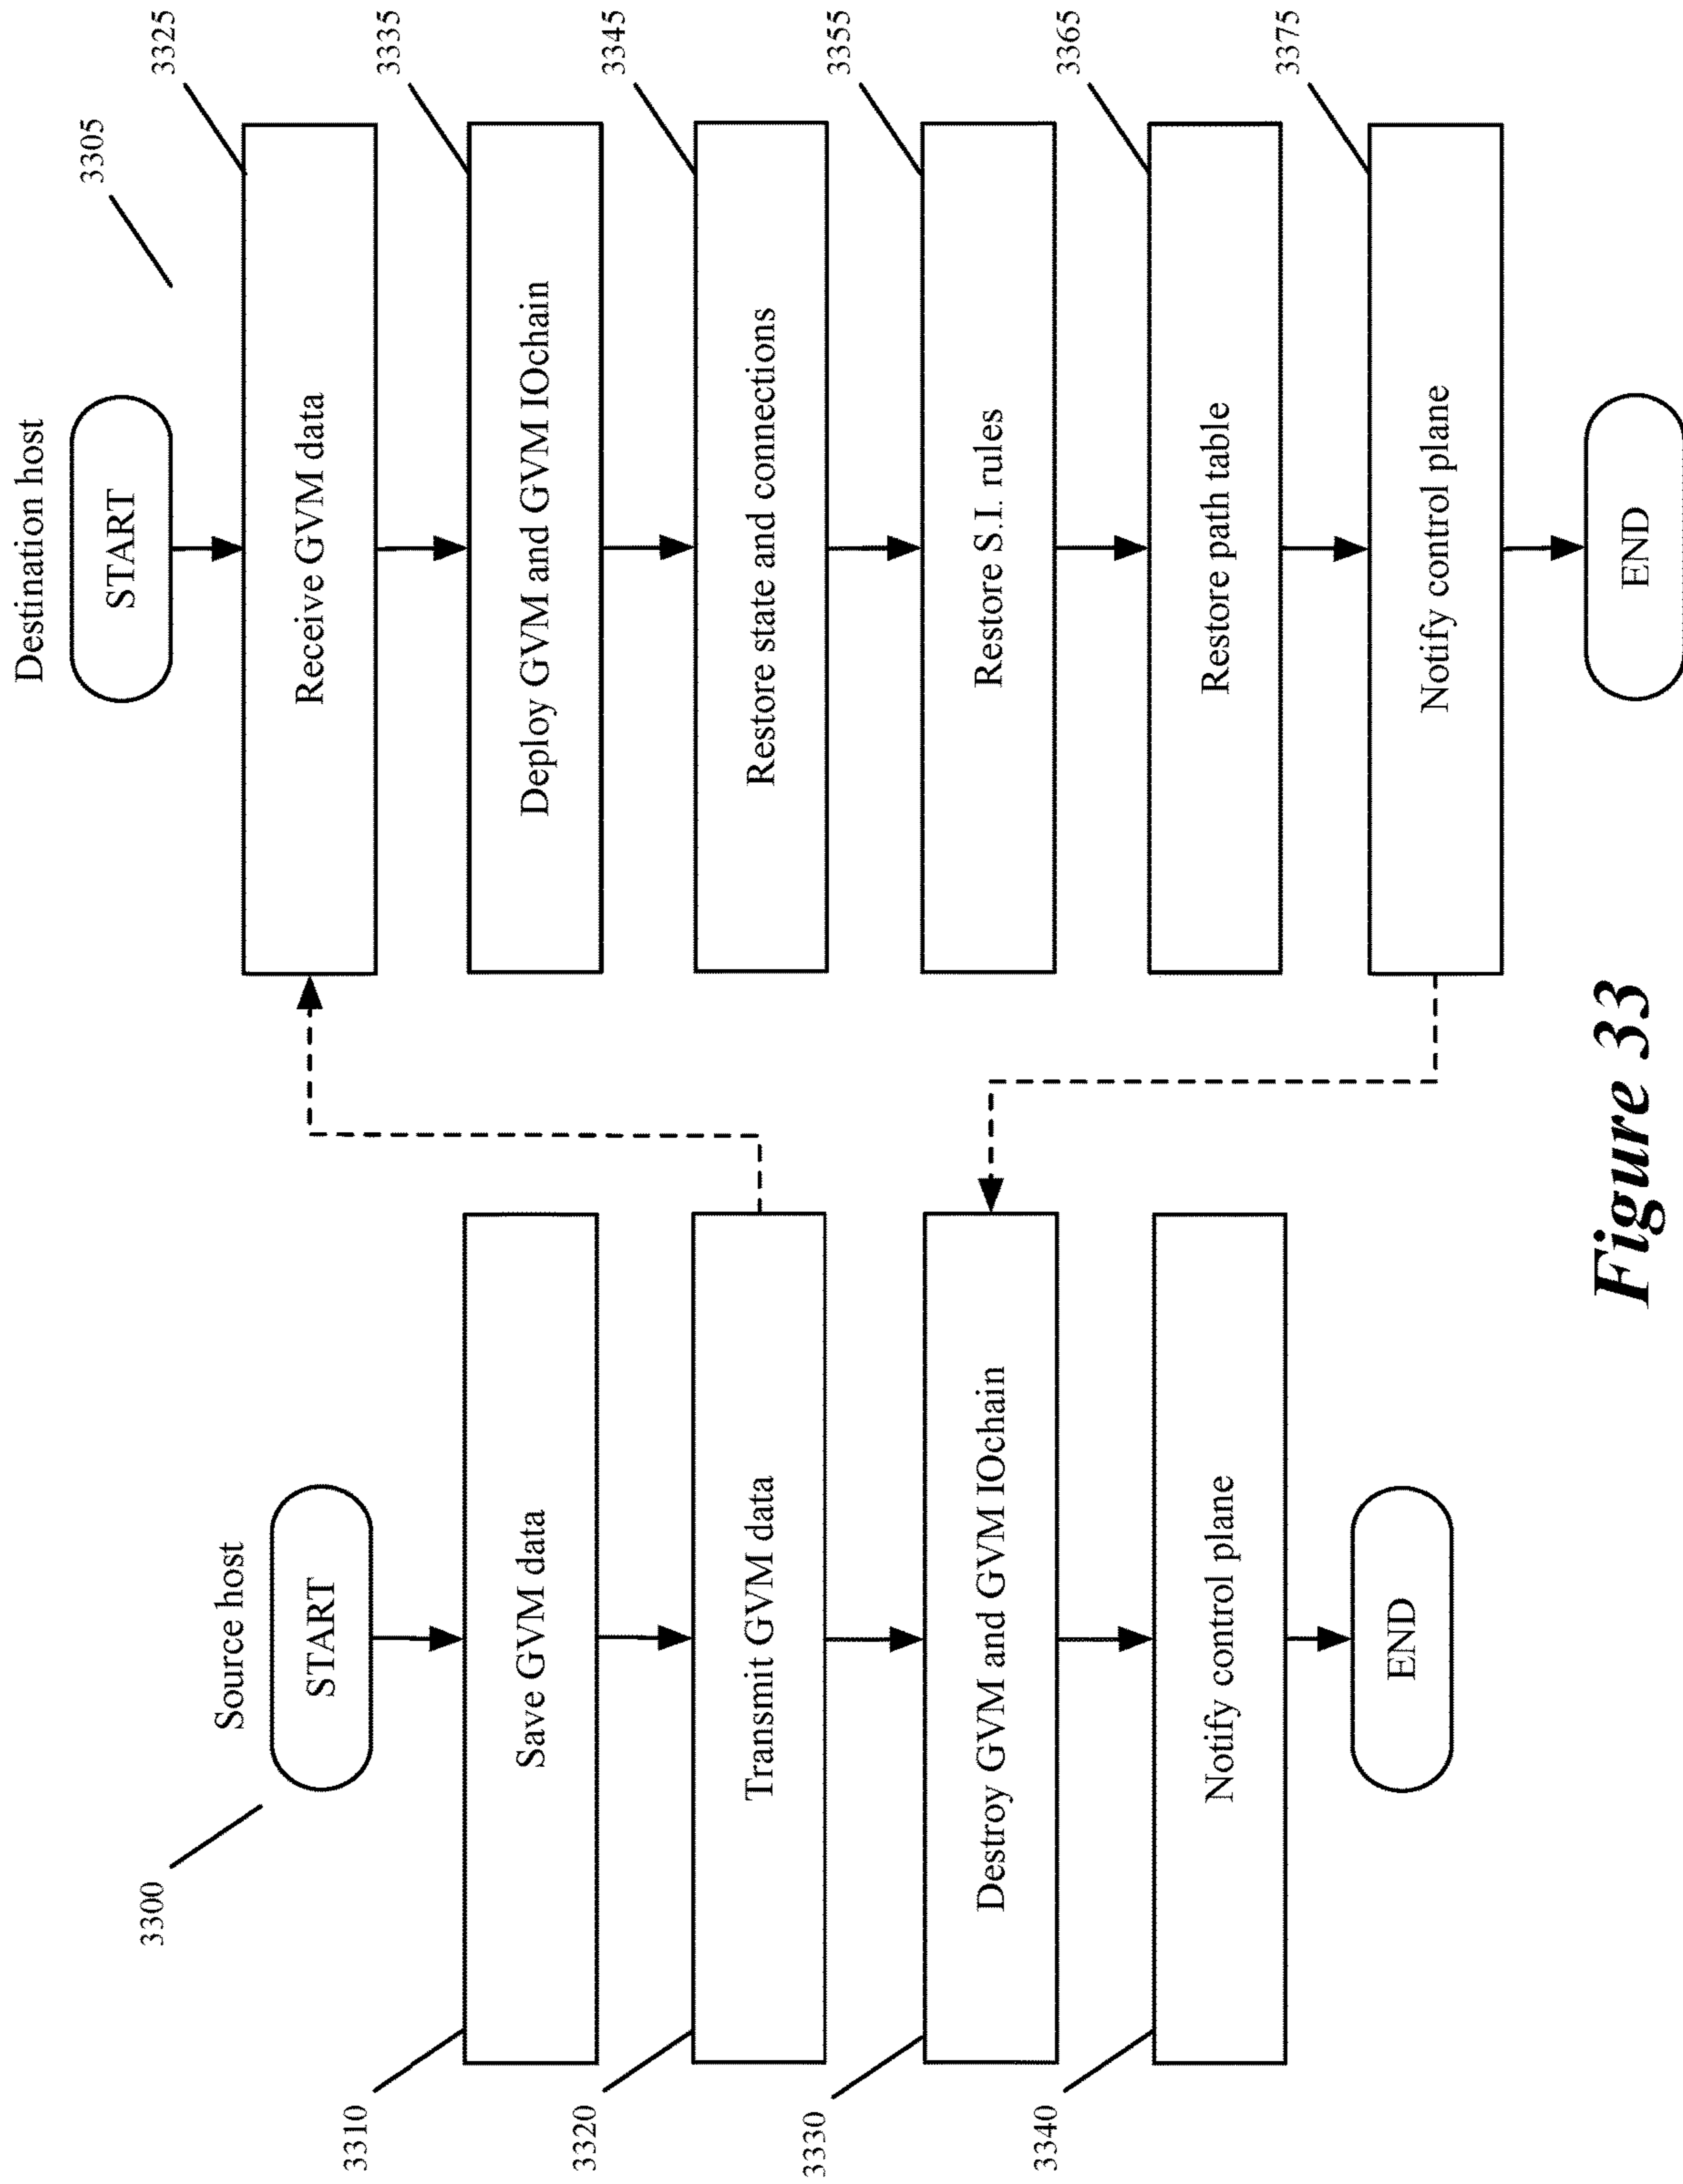 Source host
3300
START
3310
Save GVM data
3320
Transmit GVM data
3330
Destroy GVM and GVM IOchain
3340
Notify control plane
END
Destination host
3305
START
3325
Receive GVM data
3335
Deploy GVM and GVM IOchain
3345
Restore state and connections
3355
Restore S.I. rules
3365
Restore path table
3375
Notify control plane
END
Figure 33